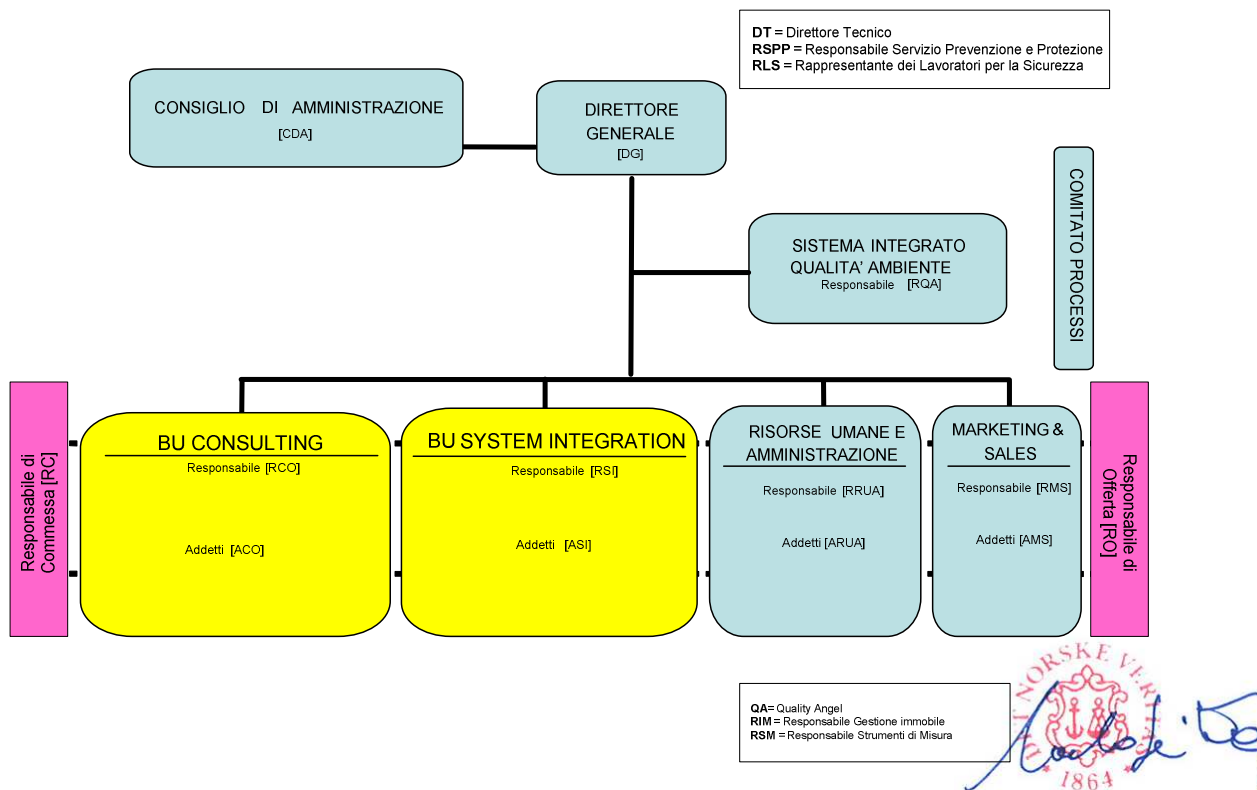 DT = Direttore Tecnico
RSPP = Responsabile Servizio Prevenzione e Protezione
RLS = Rappresentante dei Lavoratori per la Sicurezza
CONSIGLIO DI AMMINISTRAZIONE
[CDA]
DIRETTORE
GENERALE
[DG]
COMITATO PROCESSI
SISTEMA INTEGRATO
QUALITA' AMBIENTE
Responsabile [RQA]
Responsabile di
Commessa [RC]
BU CONSULTING
Responsabile [RCO]
Addetti [ACO]
BU SYSTEM INTEGRATION
Responsabile [RSI]
Addetti [ASI]
RISORSE UMANE E
AMMINISTRAZIONE
Responsabile [RRUA]
Addetti [ARUA]
MARKETING &
SALES
Responsabile [RMS]
Addetti [AMS]
Responsabile di
Offerta [RO]
QA= Quality Angel
RIM = Responsabile Gestione immobile
RSM = Responsabile Strumenti di Misura
DET NORSKE VERITAS
1864